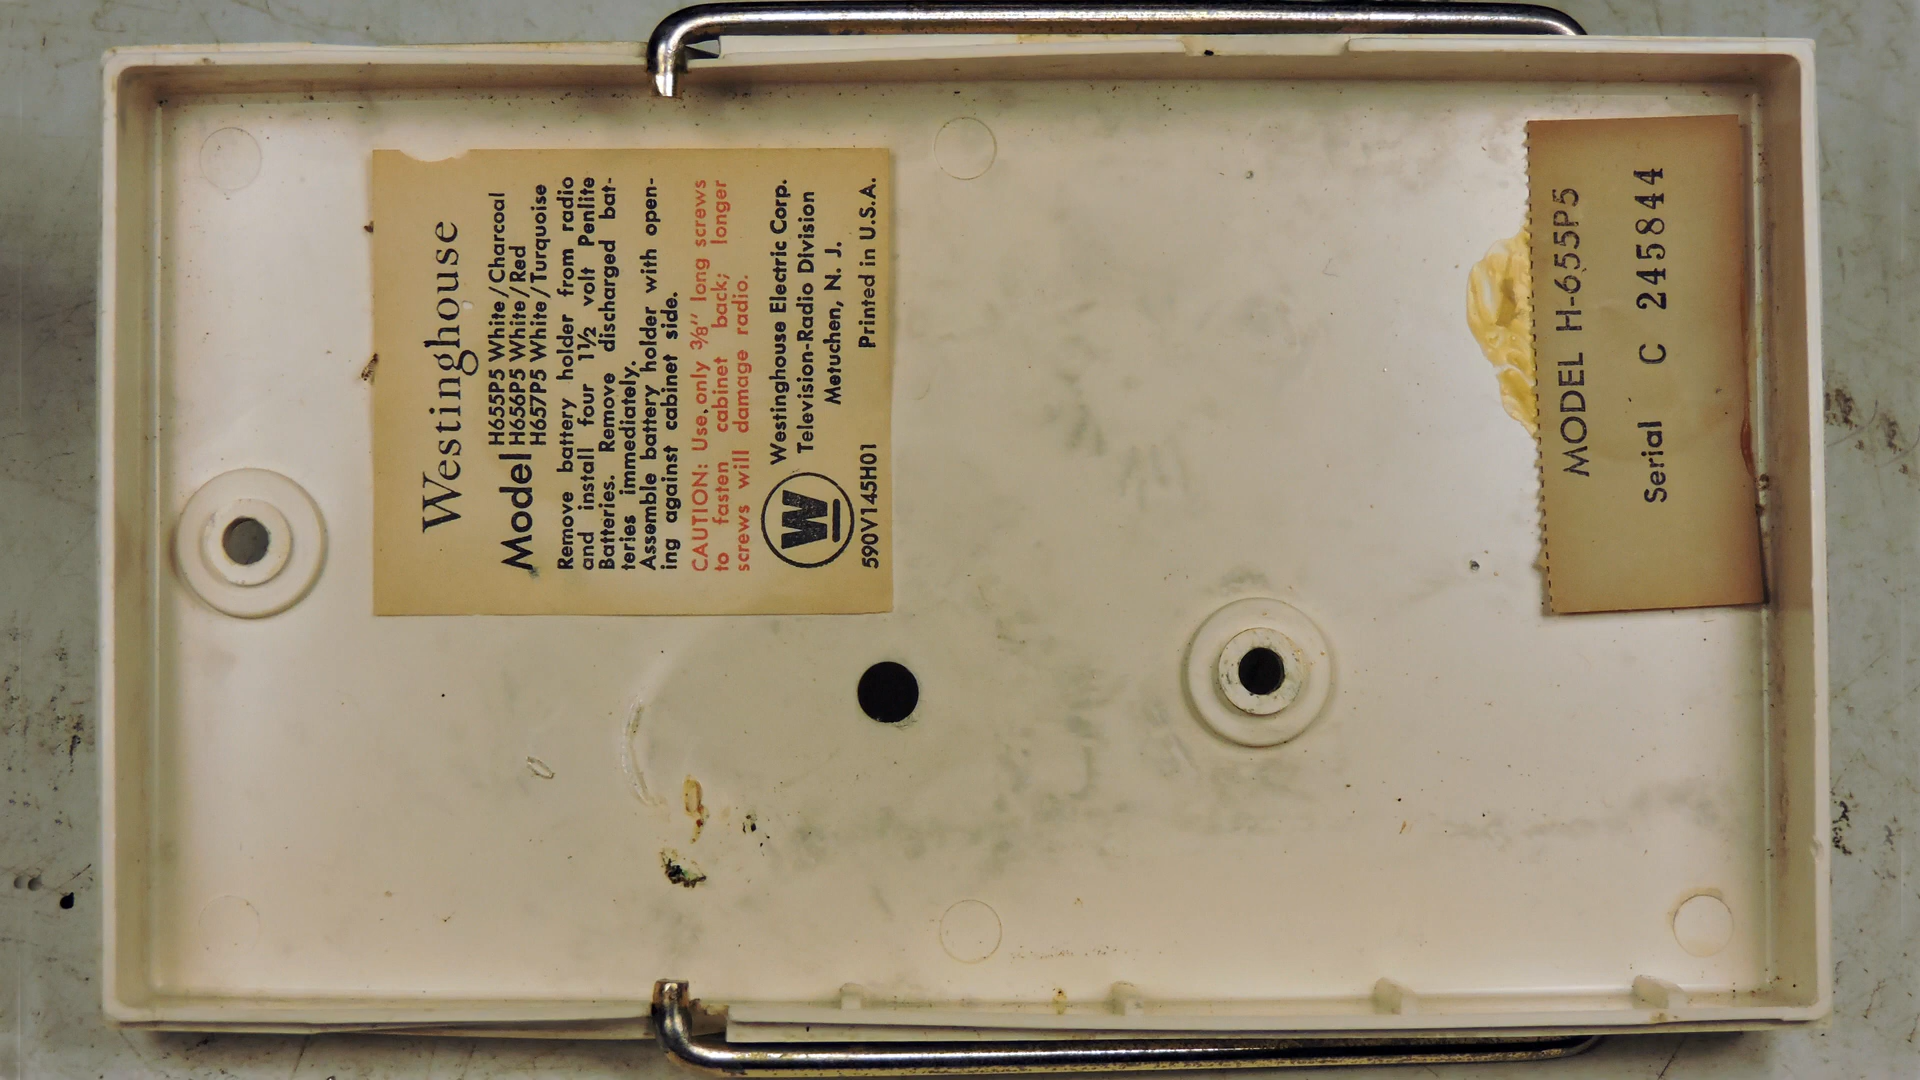 Westinghouse
Model H655P5 White/Charcoal
H656P5 White/Red
H657P5 White/Turquoise
Remove battery holder from radio
and install four 1½ volt Penlite
Batteries. Remove discharged bat-
teries immediately.
Assemble battery holder with open-
ing against cabinet side.
CAUTION: Use only ⅜" long screws
to fasten cabinet back; longer
screws will damage radio.
W
Westinghouse Electric Corp.
Television-Radio Division
Metuchen, N. J.
590V145H01 Printed in U.S.A.
MODEL H-655P5
Serial C 245844